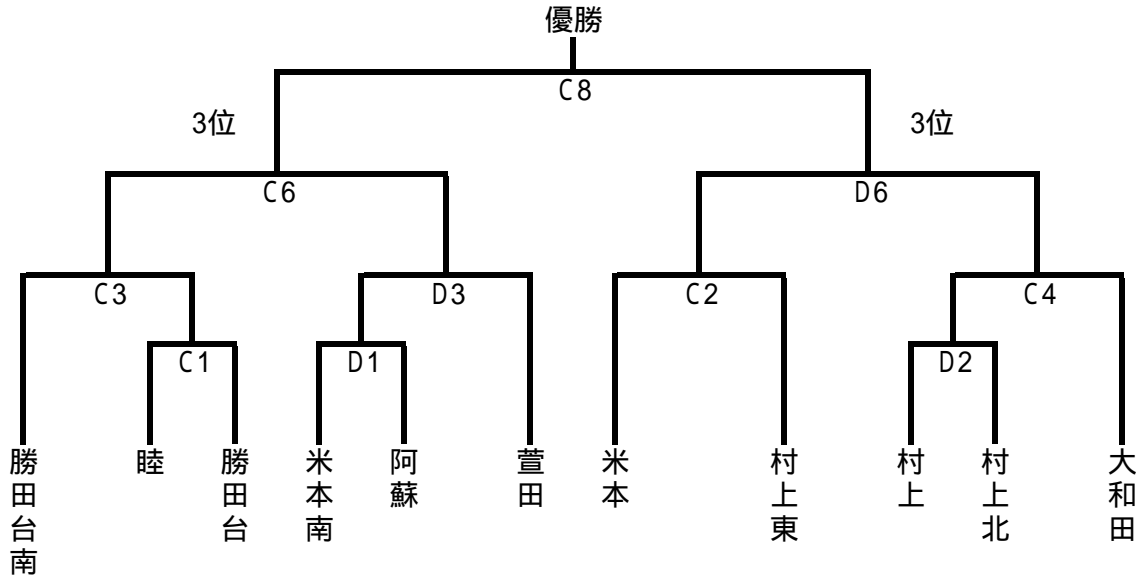 優勝
C8
3位
3位
C6
D6
C3
D3
C2
C4
C1
D1
D2
勝田台南
睦
勝田台
米本南
阿蘇
萱田
米本
村上東
村上
村上北
大和田